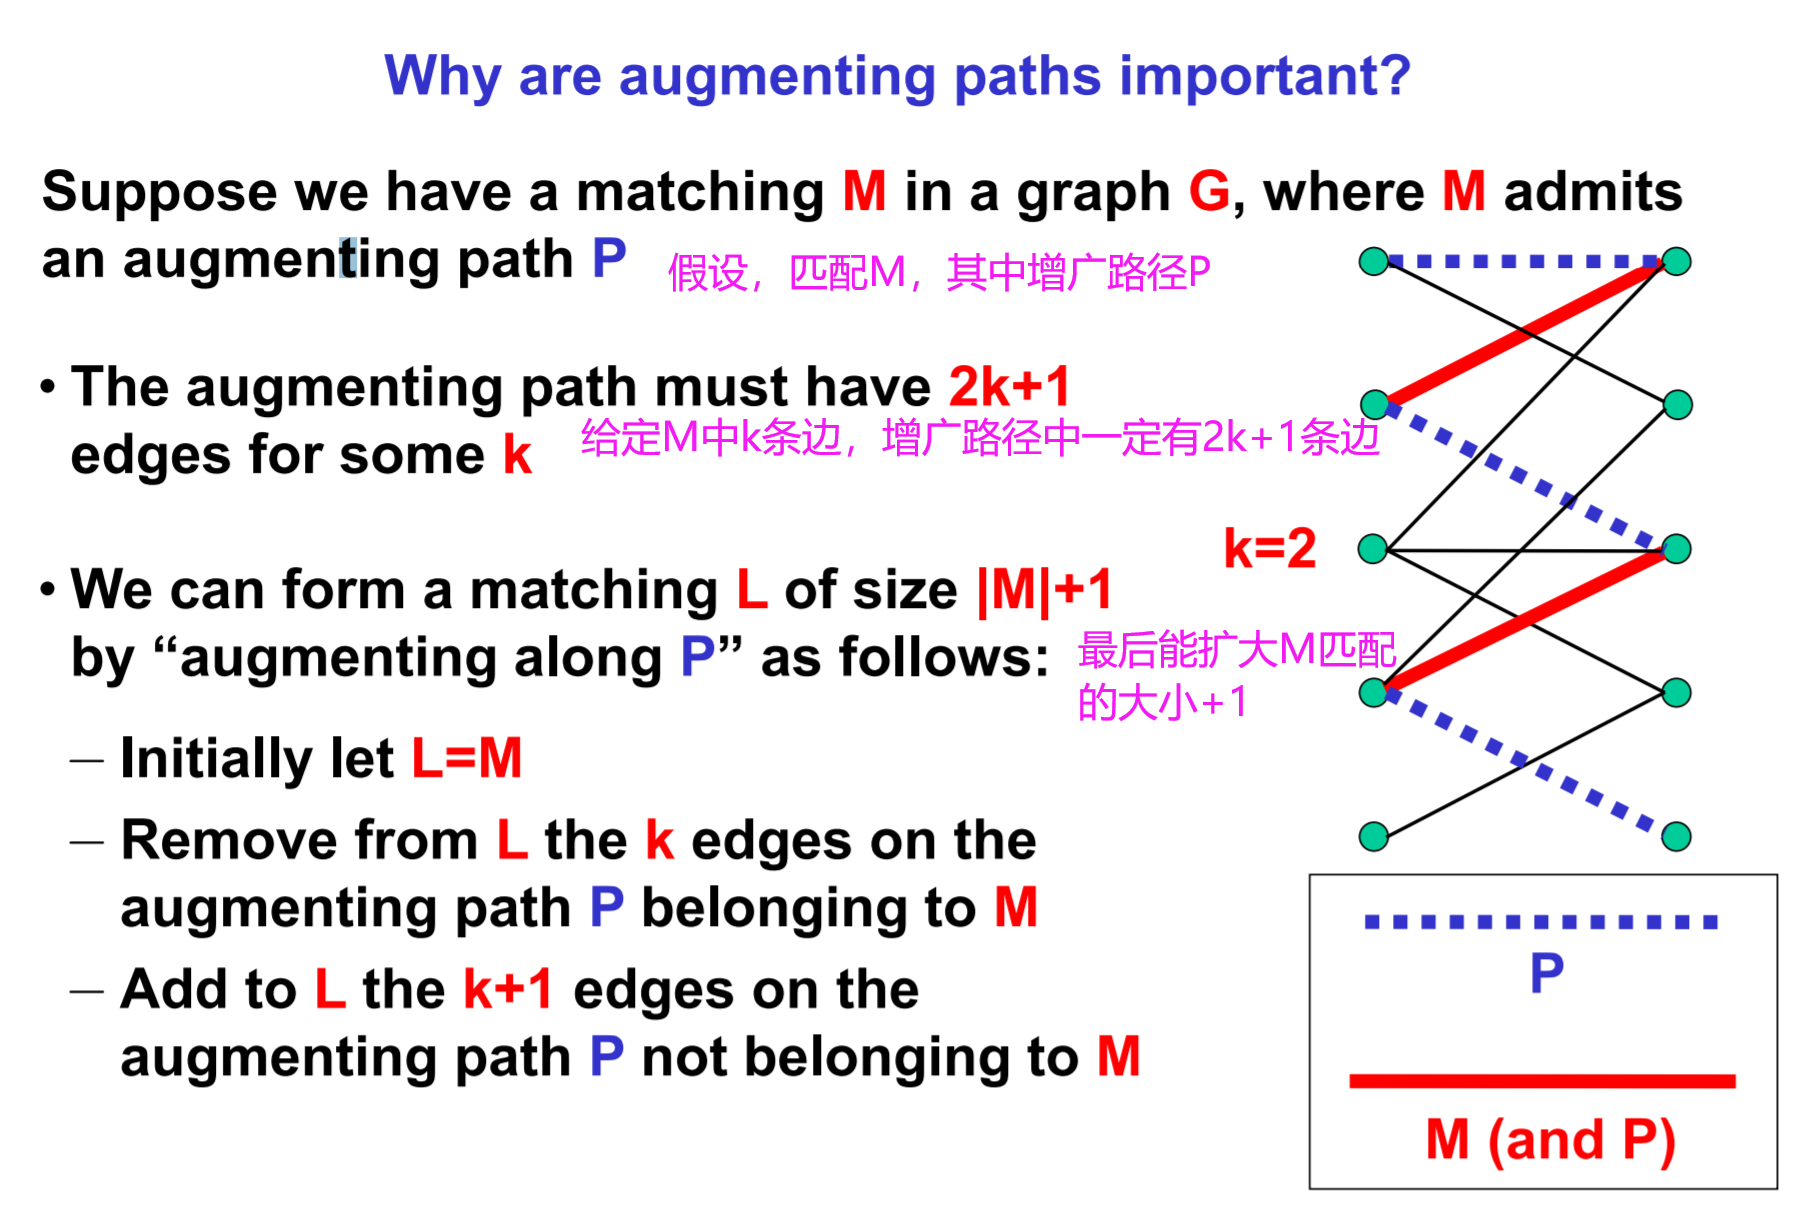 Why are augmenting paths important?
Suppose we have a matching M in a graph G, where M admits
an augmenting path P
假设，匹配M，其中增广路径P
• The augmenting path must have 2k+1
edges for some k
给定M中k条边，增广路径中一定有2k+1条边
k=2
• We can form a matching L of size |M|+1
by “augmenting along P” as follows:
最后能扩大M匹配
的大小+1
– Initially let L=M
– Remove from L the k edges on the
augmenting path P belonging to M
– Add to L the k+1 edges on the
augmenting path P not belonging to M
P
M (and P)